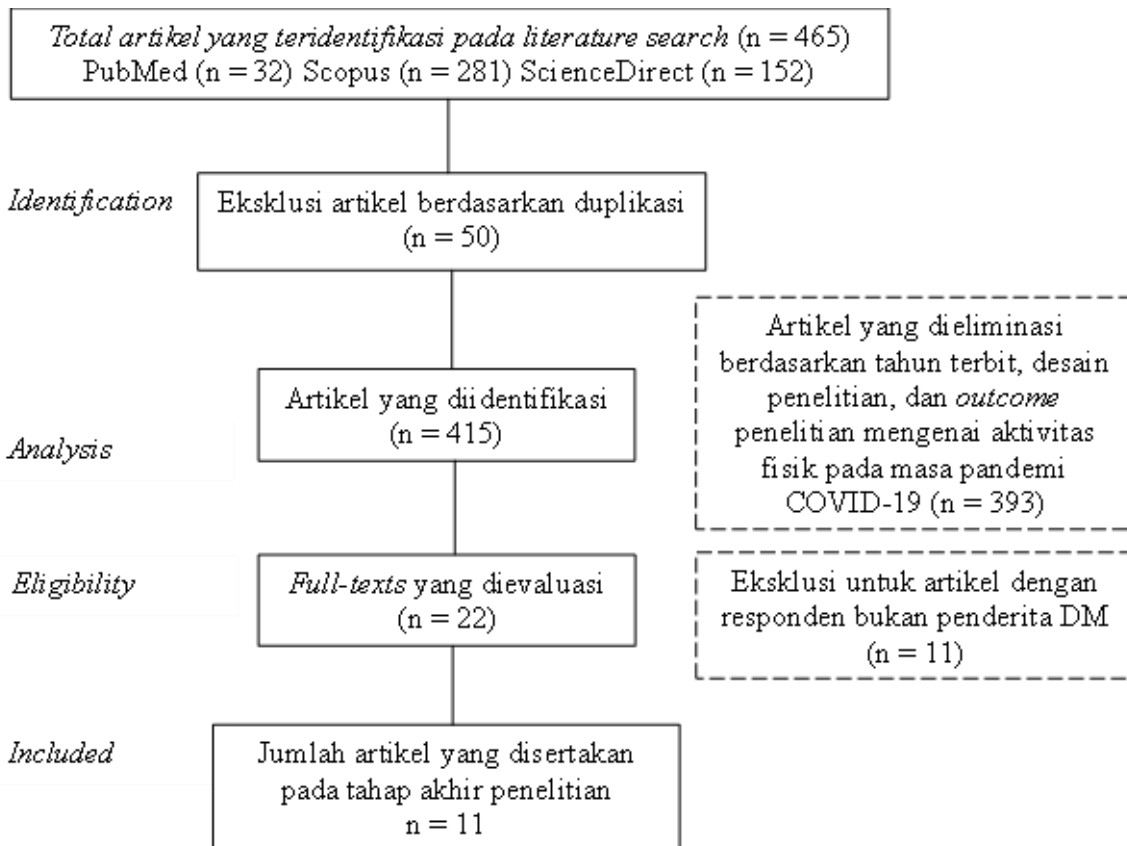 Total artikel yang teridentifikasi pada literature search (n = 465)
PubMed (n = 32) Scopus (n = 281) ScienceDirect (n = 152)
Identification
Eksklusi artikel berdasarkan duplikasi
(n = 50)
Artikel yang dieliminasi
berdasarkan tahun terbit, desain
penelitian, dan outcome
penelitian mengenai aktivitas
fisik pada masa pandemi
COVID-19 (n = 393)
Artikel yang diidentifikasi
(n = 415)
Analysis
Eligibility
Full-texts yang dievaluasi
(n = 22)
Eksklusi untuk artikel dengan
responden bukan penderita DM
(n = 11)
Included
Jumlah artikel yang disertakan
pada tahap akhir penelitian
n = 11